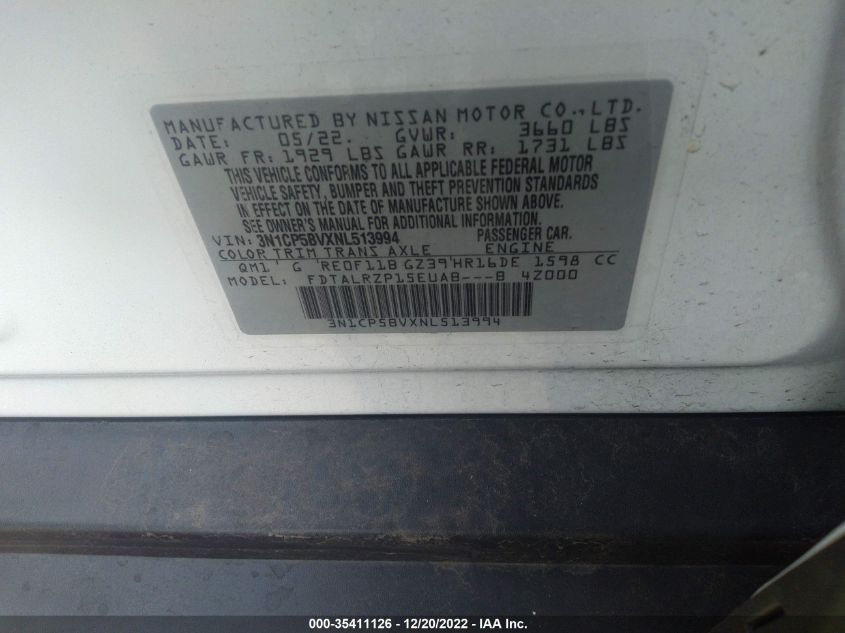 MANUFACTURED BY NISSAN MOTOR CO.,LTD.
DATE: 05/22. GVWR: 3660 LBS
GAWR FR: 1929 LBS GAWR RR: 1731 LBS
THIS VEHICLE CONFORMS TO ALL APPLICABLE FEDERAL MOTOR
VEHICLE SAFETY, BUMPER AND THEFT PREVENTION STANDARDS
IN EFFECT ON THE DATE OF MANUFACTURE SHOWN ABOVE.
SEE OWNER'S MANUAL FOR ADDITIONAL INFORMATION.
VIN: 3N1CP5BVXNL513994 PASSENGER CAR.
COLOR TRIM TRANS AXLE ENGINE
QM1 G RE0F11B GZ39 HR16DE 1598 CC
MODEL: FDTALRZP15EUAB---B 4Z000
3N1CP5BVXNL513994
000-35411126 - 12/20/2022 - IAA Inc.